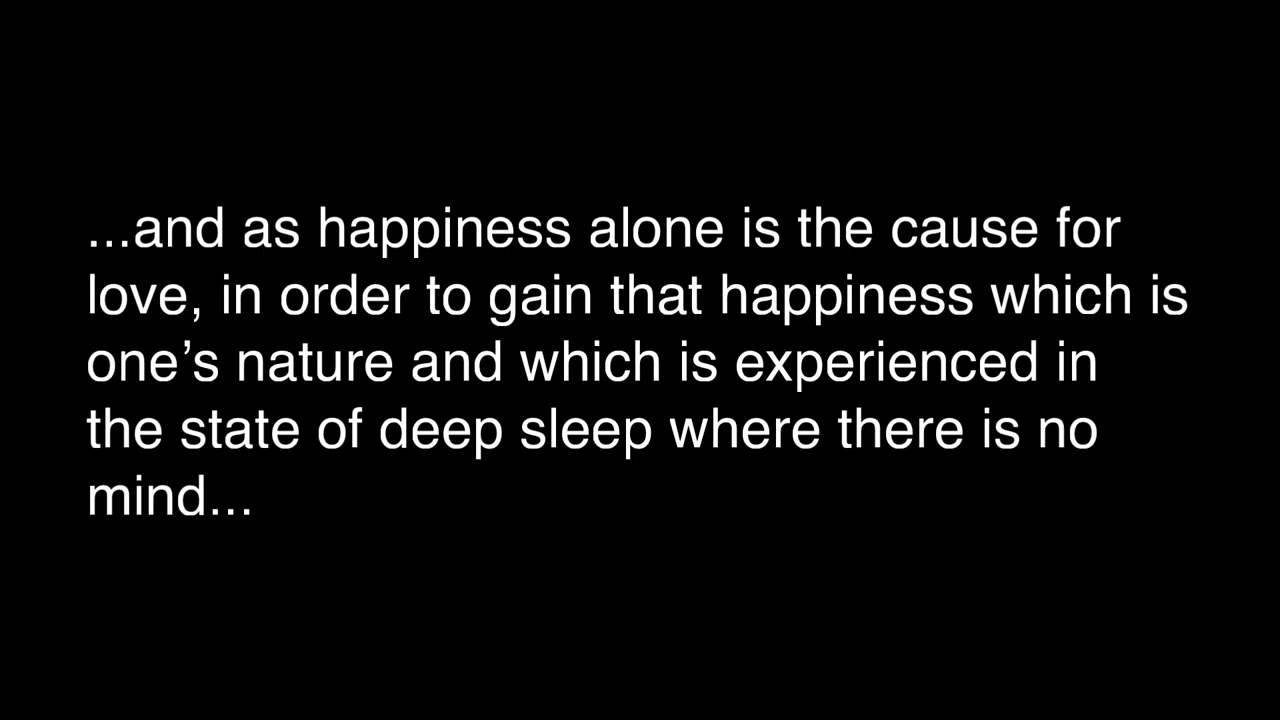 ...and as happiness alone is the cause for
love, in order to gain that happiness which is
one’s nature and which is experienced in
the state of deep sleep where there is no
mind...